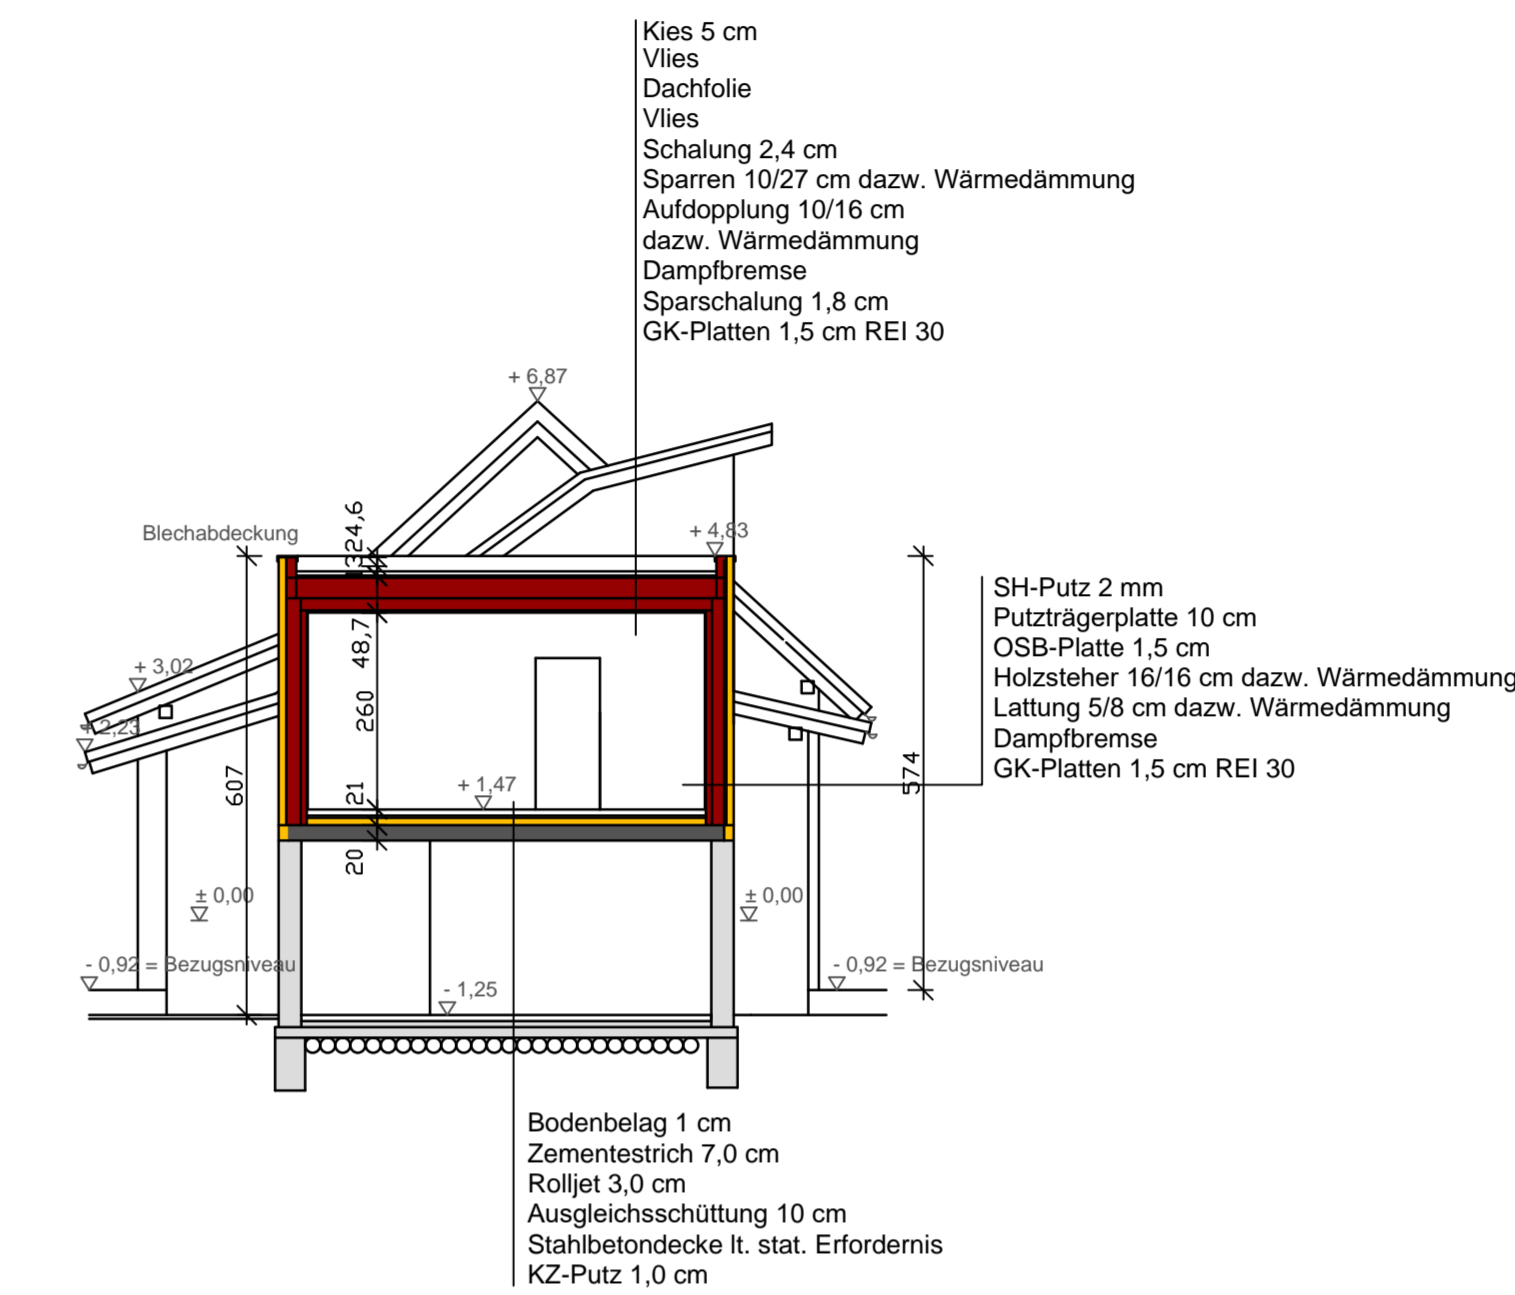 Kies 5 cm
Vlies
Dachfolie
Vlies
Schalung 2,4 cm
Sparren 10/27 cm dazw. Wärmedämmung
Aufdopplung 10/16 cm
dazw. Wärmedämmung
Dampfbremse
Sparschalung 1,8 cm
GK-Platten 1,5 cm REI 30
+ 6,87
Blechabdeckung
+ 4,83
24,6
48,7
260
21
20
607
574
+ 3,02
+ 2,23
+ 1,47
± 0,00
± 0,00
- 0,92 = Bezugsniveau
- 0,92 = Bezugsniveau
- 1,25
SH-Putz 2 mm
Putzträgerplatte 10 cm
OSB-Platte 1,5 cm
Holzsteher 16/16 cm dazw. Wärmedämmung
Lattung 5/8 cm dazw. Wärmedämmung
Dampfbremse
GK-Platten 1,5 cm REI 30
Bodenbelag 1 cm
Zementestrich 7,0 cm
Rolljet 3,0 cm
Ausgleichsschüttung 10 cm
Stahlbetondecke lt. stat. Erfordernis
KZ-Putz 1,0 cm